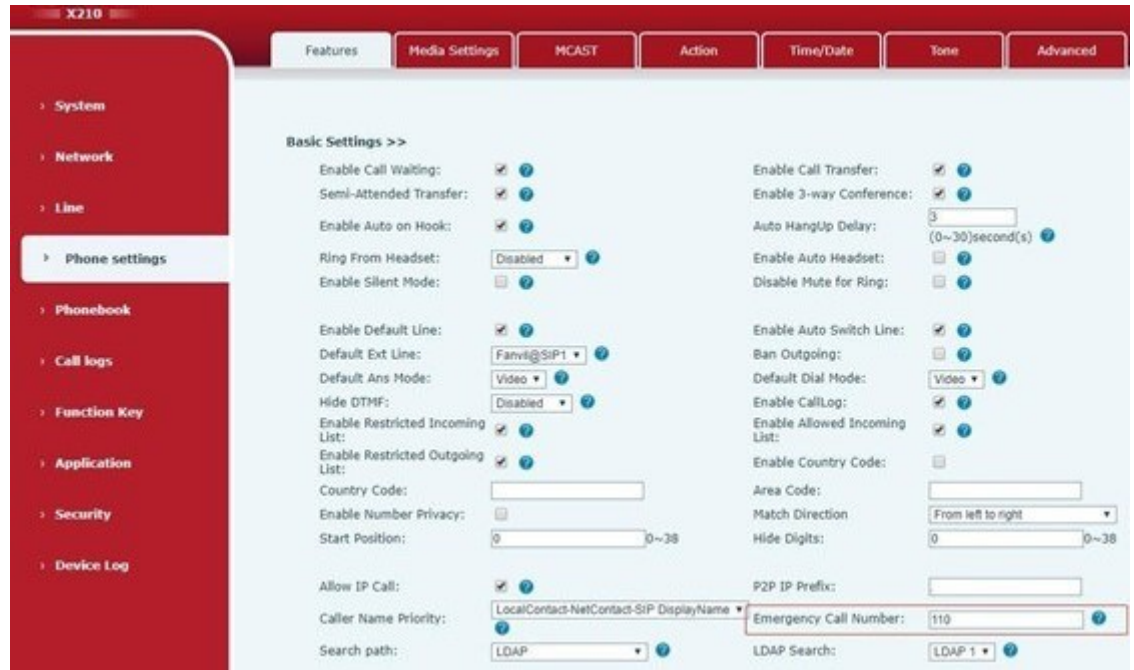 X210
Features Media Settings MCAST Action Time/Date Tone Advanced
› System
› Network
› Line
› Phone settings
› Phonebook
› Call logs
› Function Key
› Application
› Security
› Device Log
Basic Settings >>
Enable Call Waiting: Enable Call Transfer:
Semi-Attended Transfer: Enable 3-way Conference:
Enable Auto on Hook: Auto HangUp Delay: 3
(0~30)second(s)
Ring From Headset: Disabled Enable Auto Headset:
Enable Silent Mode: Disable Mute for Ring:
Enable Default Line: Enable Auto Switch Line:
Default Ext Line: Fanvil@SIP1 Ban Outgoing:
Default Ans Mode: Video Default Dial Mode: Video
Hide DTMF: Disabled Enable CallLog:
Enable Restricted Incoming List: Enable Allowed Incoming List:
Enable Restricted Outgoing List: Enable Country Code:
Country Code: Area Code:
Enable Number Privacy: Match Direction From left to right
Start Position: 0 0~38 Hide Digits: 0 0~38
Allow IP Call: P2P IP Prefix:
Caller Name Priority: LocalContact-NetContact-SIP DisplayName Emergency Call Number: 110
Search path: LDAP LDAP Search: LDAP 1